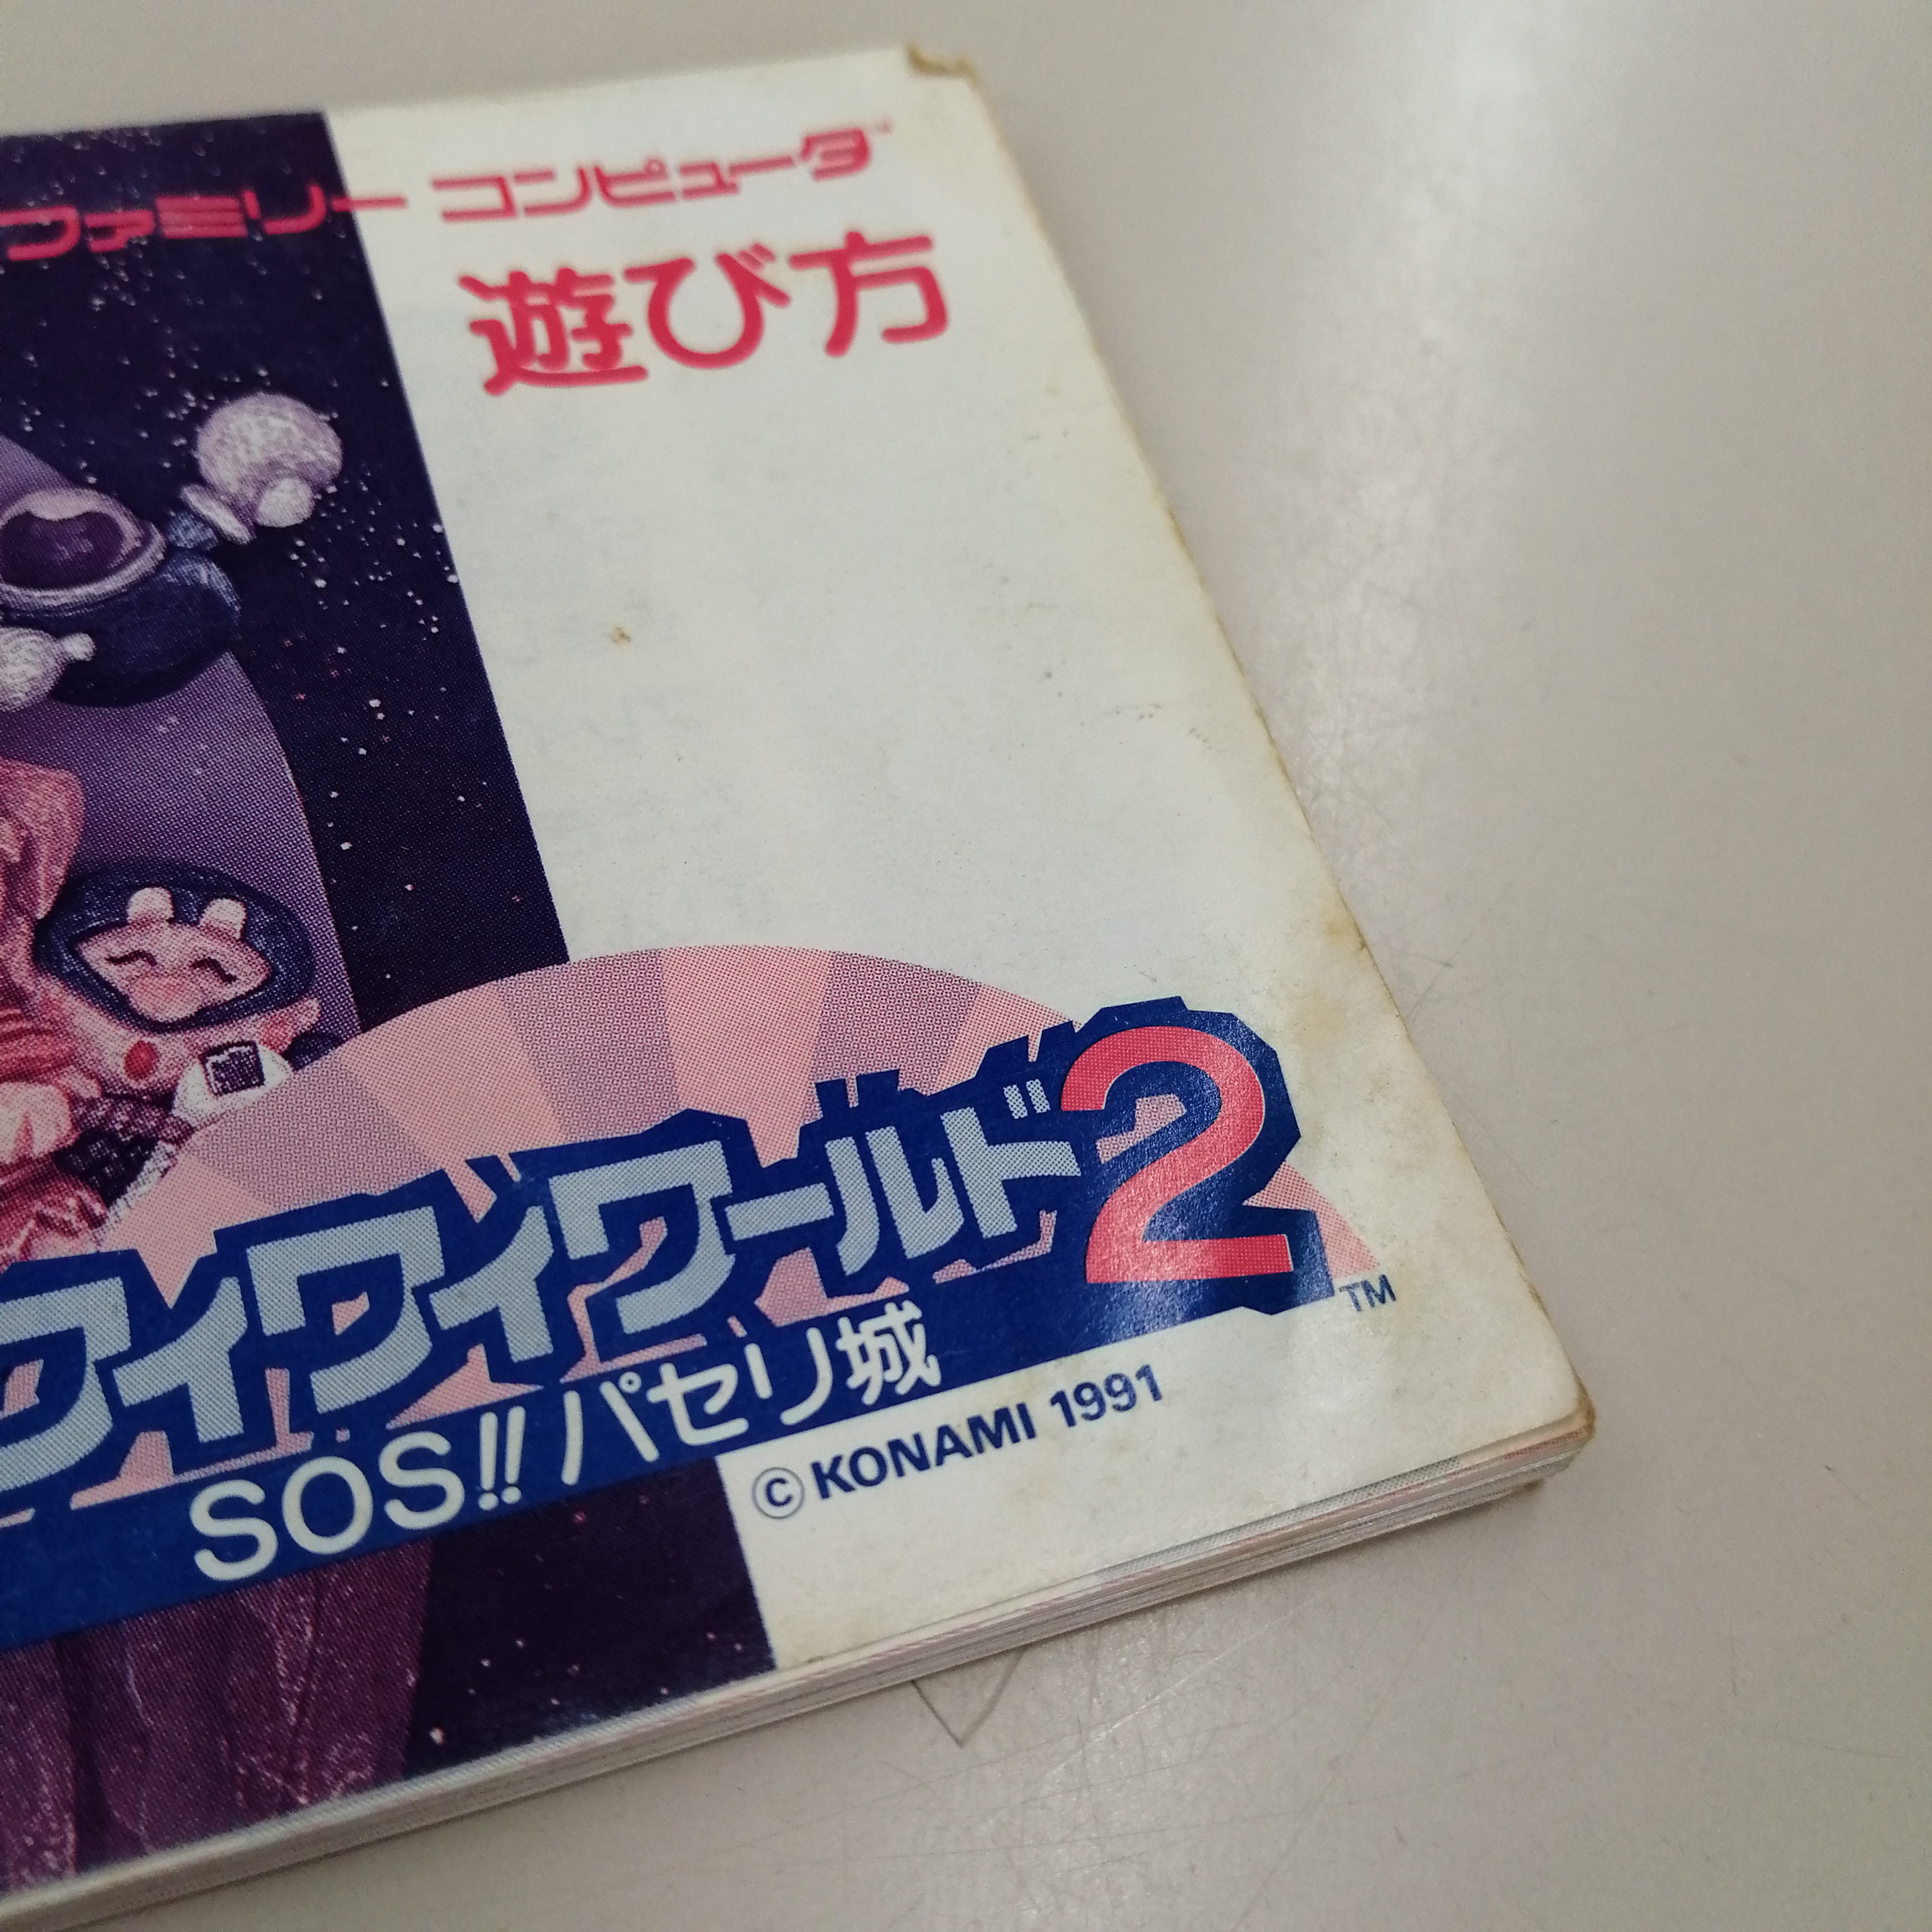 ファミリー コンピュータ
遊び方
ワイワイワールド2
TM
SOS!!パセリ城
©KONAMI 1991